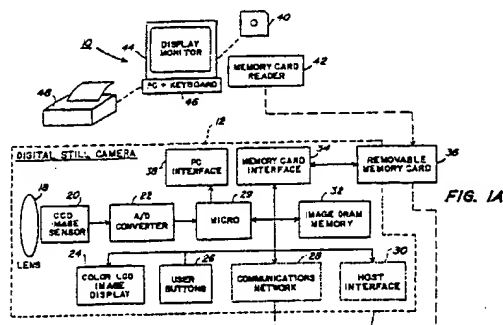 10
44
DISPLAY
MONITOR
40
MEMORY CARD
READER
42
48
PC + KEYBOARD
46
12
DIGITAL STILL CAMERA
34
38
PC
INTERFACE
MEMORY CARD
INTERFACE
REMOVABLE
MEMORY CARD
36
FIG. 1A
18
20
22
29
32
CCD
IMAGE
SENSOR
A/D
CONVERTER
MICRO
IMAGE DRAM
MEMORY
LENS
24
26
28
30
COLOR LCD
IMAGE
DISPLAY
USER
BUTTONS
COMMUNICATIONS
NETWORK
HOST
INTERFACE